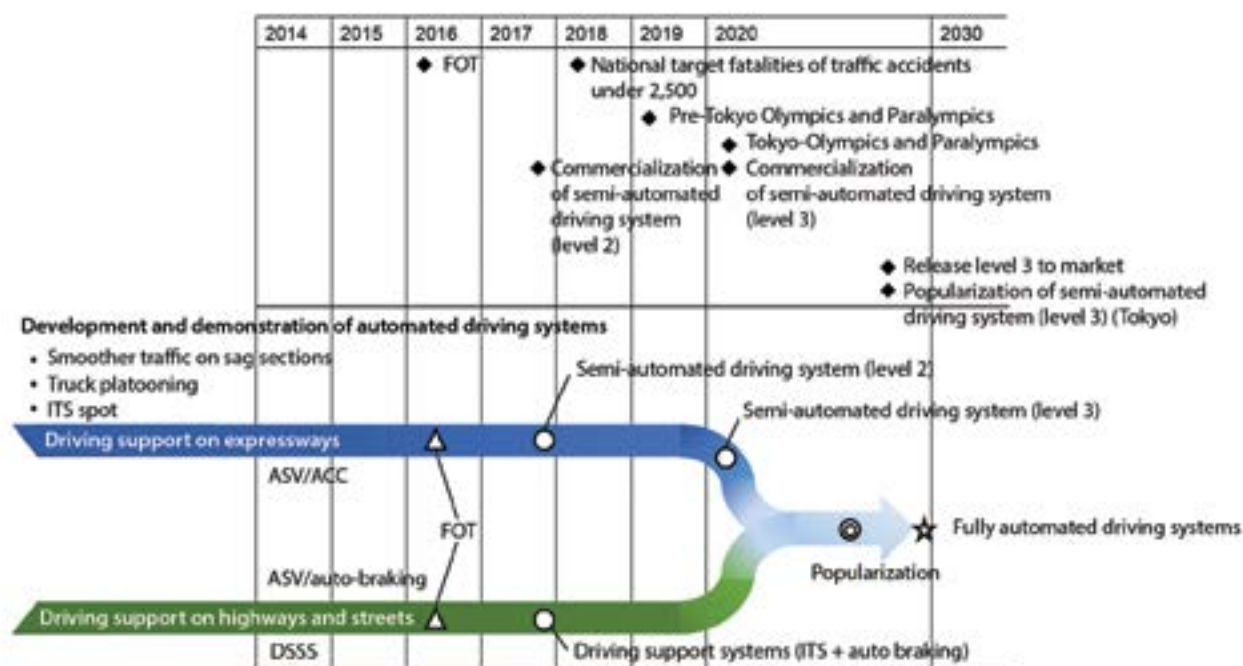 2014 2015 2016 2017 2018 2019 2020 2030
FOT
National target fatalities of traffic accidents
under 2,500
Pre-Tokyo Olympics and Paralympics
Tokyo-Olympics and Paralympics
Commercialization
of semi-automated
driving system
(level 2)
Commercialization
of semi-automated driving system
(level 3)
Release level 3 to market
Popularization of semi-automated
driving system (level 3) (Tokyo)
Development and demonstration of automated driving systems
• Smoother traffic on sag sections
• Truck platooning
• ITS spot
Semi-automated driving system (level 2)
Semi-automated driving system (level 3)
Driving support on expressways
ASV/ACC
FOT
Fully automated driving systems
ASV/auto-braking
Popularization
Driving support on highways and streets
DSSS
Driving support systems (ITS + auto braking)